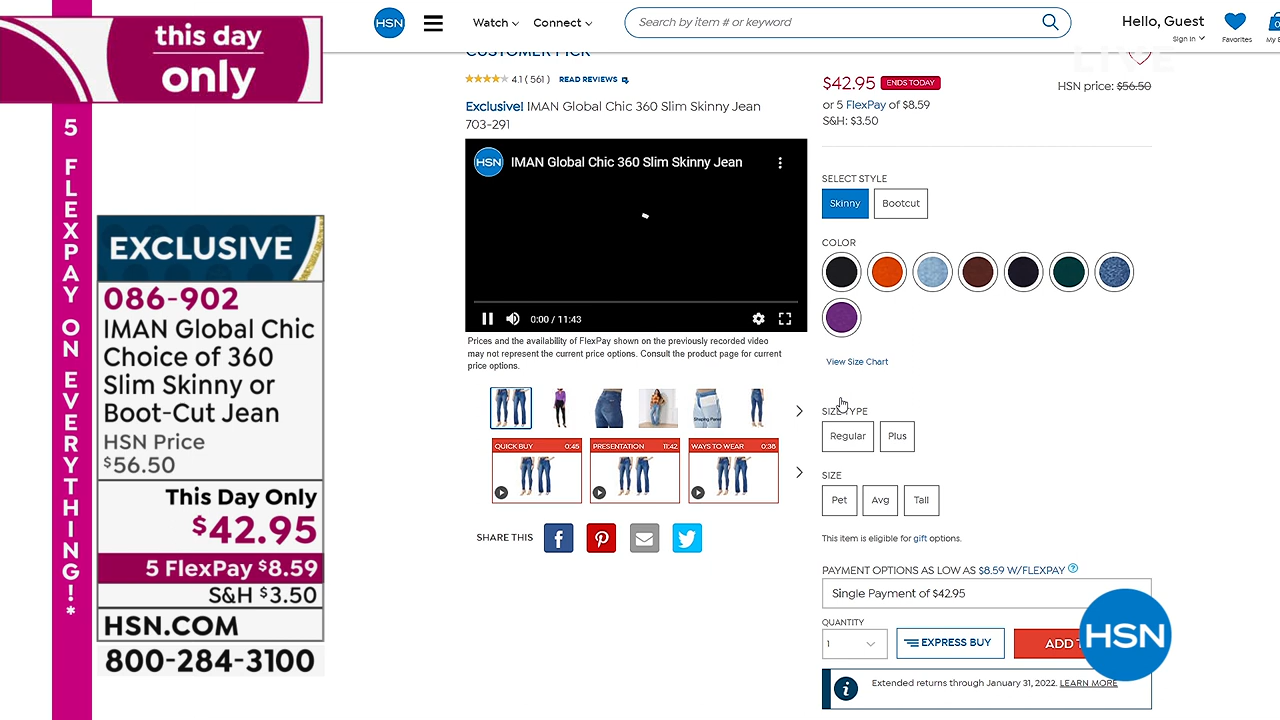 this day
only
5 FLEXPAY ON EVERYTHING!*
EXCLUSIVE
086-902
IMAN Global Chic
Choice of 360
Slim Skinny or
Boot-Cut Jean
HSN Price
$56.50
This Day Only
$42.95
5 FlexPay $8.59
S&H $3.50
HSN.COM
800-284-3100
HSN
Watch
Connect
Search by item # or keyword
Hello, Guest
Sign In
Favorites
My
LIVE
CUSTOMER PICK
4.1 ( 561 ) READ REVIEWS
Exclusive! IMAN Global Chic 360 Slim Skinny Jean
703-291
HSN IMAN Global Chic 360 Slim Skinny Jean
0:00 / 11:43
Prices and the availability of FlexPay shown on the previously recorded video
may not represent the current price options. Consult the product page for current
price options.
Shaping Panel
QUICK BUY 0:45
PRESENTATION 11:42
WAYS TO WEAR 0:38
SHARE THIS
$42.95 ENDS TODAY
HSN price: $56.50
or 5 FlexPay of $8.59
S&H: $3.50
SELECT STYLE
Skinny
Bootcut
COLOR
View Size Chart
SIZE TYPE
Regular
Plus
SIZE
Pet
Avg
Tall
This item is eligible for gift options.
PAYMENT OPTIONS AS LOW AS $8.59 W/FLEXPAY
Single Payment of $42.95
QUANTITY
1
EXPRESS BUY
ADD
HSN
Extended returns through January 31, 2022. LEARN MORE